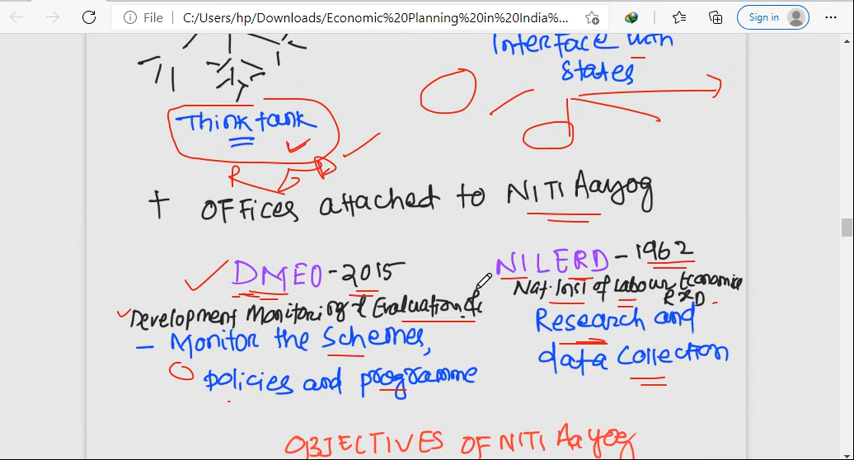 File
C:/Users/hp/Downloads/Economic%20Planning%20in%20India%...
Sign in
Interface with
States
Think tank
R
+ Offices attached to NITI Aayog
DMEO - 2015
Development Monitoring & Evaluation of
- Monitor the Schemes,
policies and programme
NILERD - 1962
Nat. Inst of Labour Economic
R&D
Research and
data Collection
OBJECTIVES OF NITI Aayog